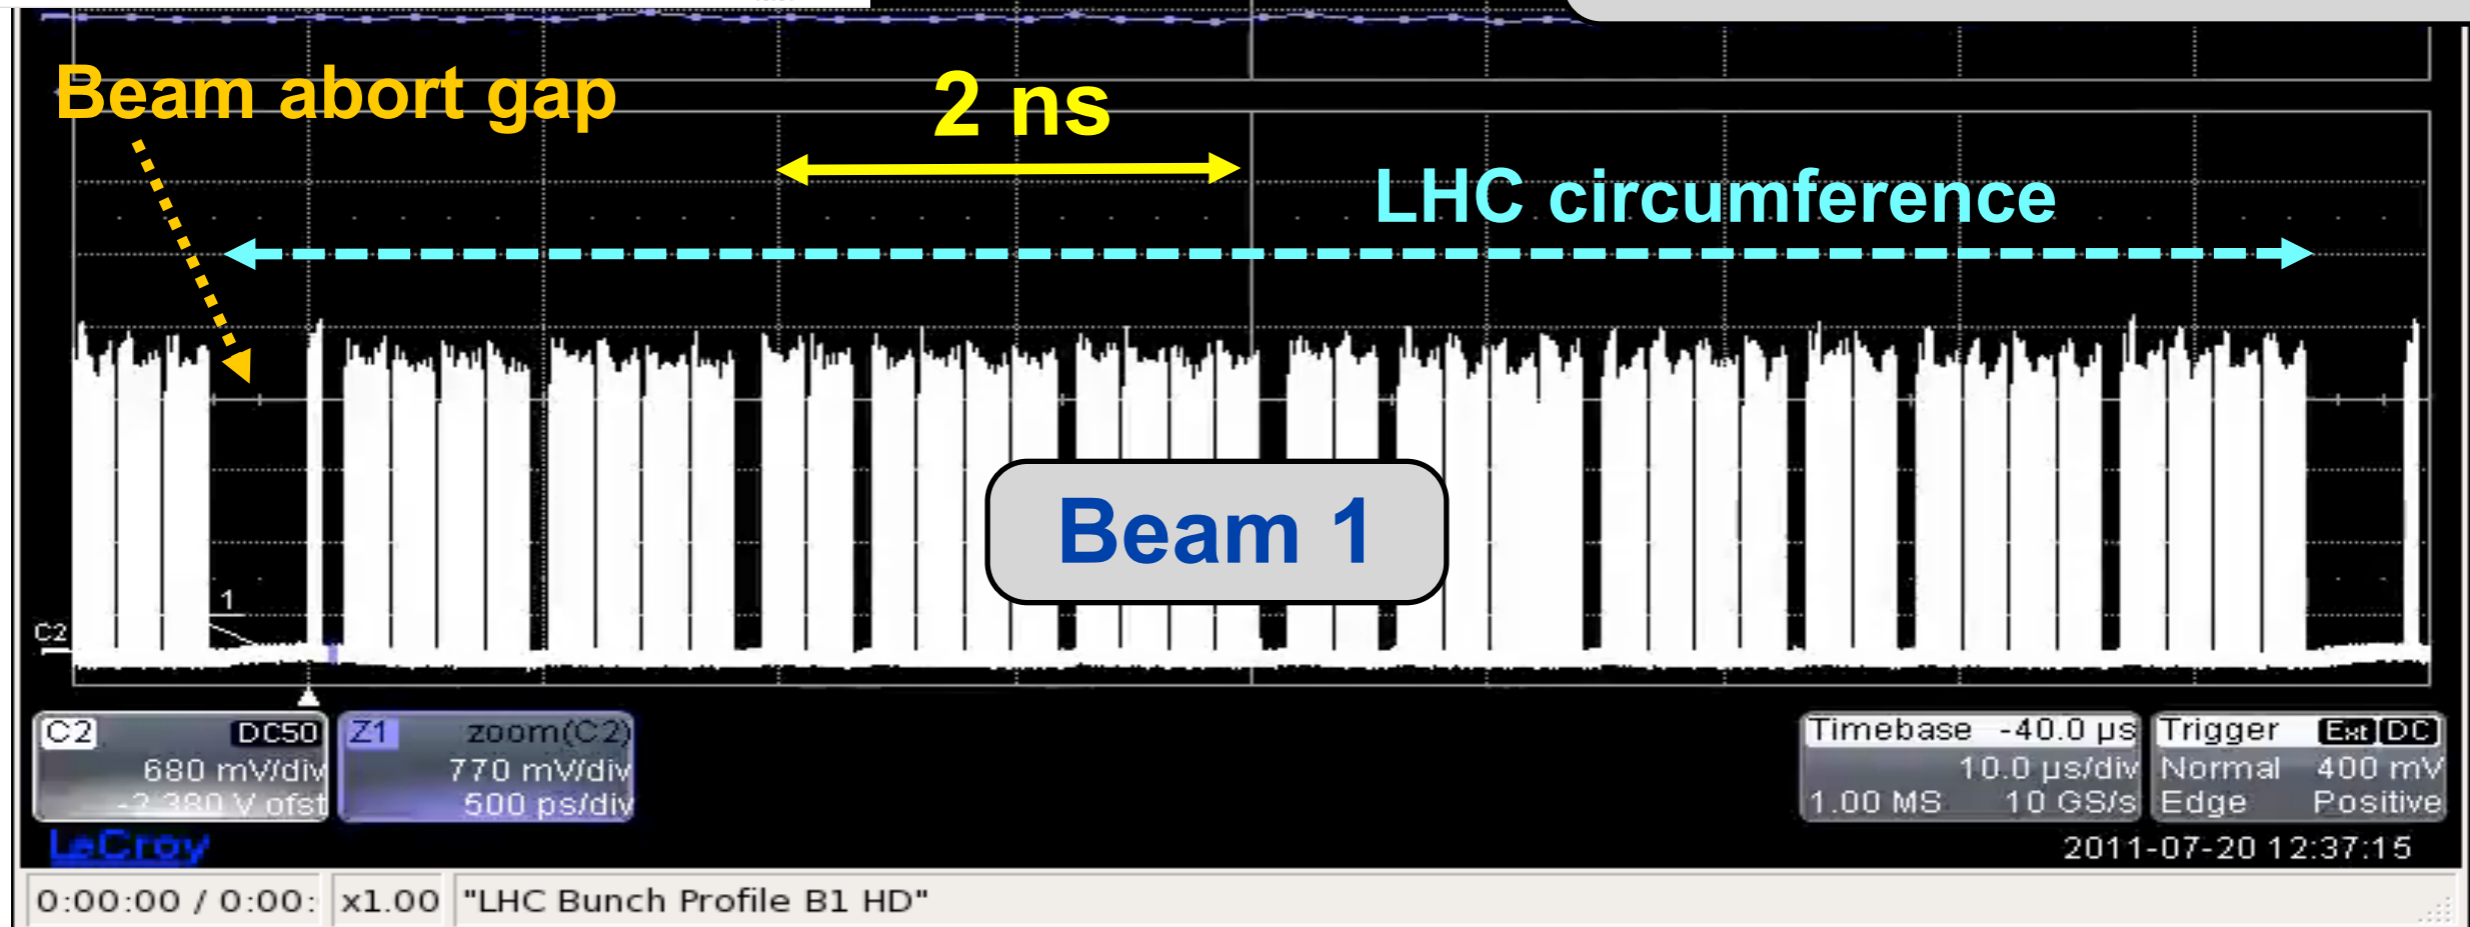 Beam abort gap
2 ns
LHC circumference
Beam 1
1
C2
C2 DC50
680 mV/div
-2.380 V ofst
Z1 zoom(C2)
770 mV/div
500 ps/div
Timebase -40.0 µs
10.0 µs/div
1.00 MS 10 GS/s
Trigger Ext DC
Normal 400 mV
Edge Positive
LeCroy
2011-07-20 12:37:15
0:00:00 / 0:00: x1.00 "LHC Bunch Profile B1 HD"